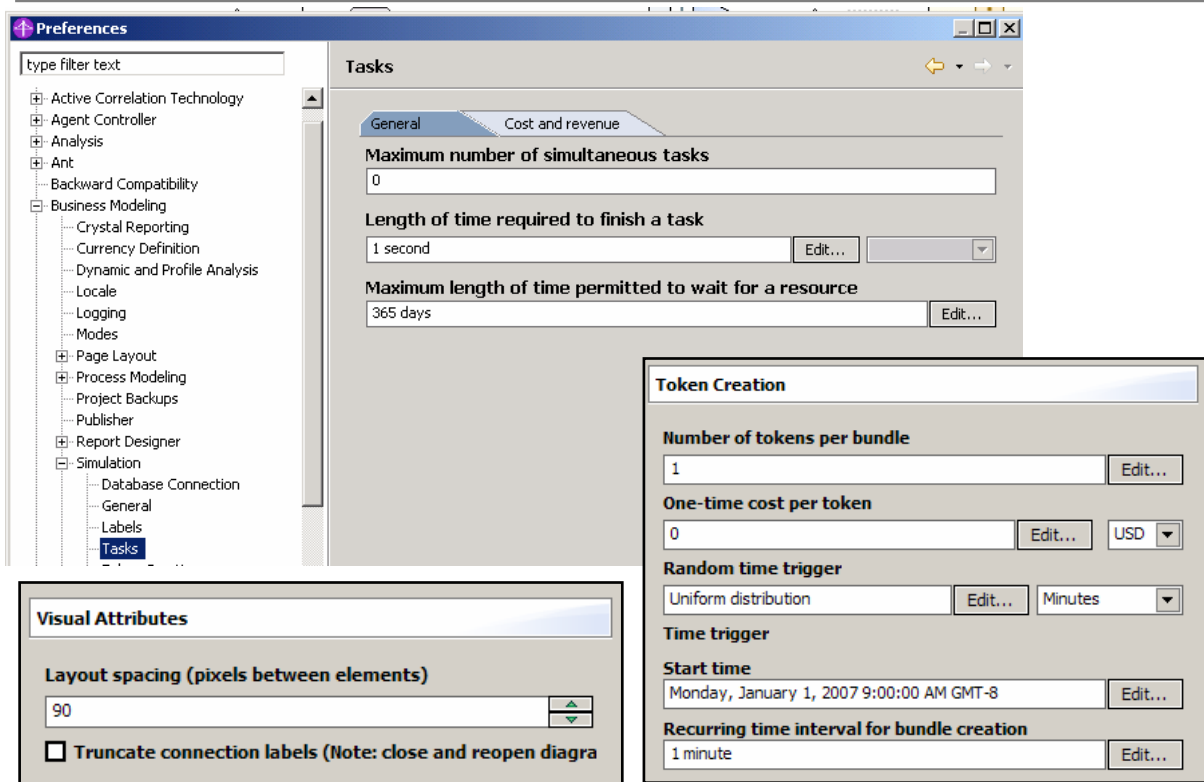 Preferences
type filter text
Active Correlation Technology
Agent Controller
Analysis
Ant
Backward Compatibility
Business Modeling
Crystal Reporting
Currency Definition
Dynamic and Profile Analysis
Locale
Logging
Modes
Page Layout
Process Modeling
Project Backups
Publisher
Report Designer
Simulation
Database Connection
General
Labels
Tasks
Tasks
General Cost and revenue
Maximum number of simultaneous tasks
0
Length of time required to finish a task
1 second Edit...
Maximum length of time permitted to wait for a resource
365 days Edit...
Token Creation
Number of tokens per bundle
1 Edit...
One-time cost per token
0 Edit... USD
Random time trigger
Uniform distribution Edit... Minutes
Time trigger
Start time
Monday, January 1, 2007 9:00:00 AM GMT-8 Edit...
Recurring time interval for bundle creation
1 minute Edit...
Visual Attributes
Layout spacing (pixels between elements)
90
Truncate connection labels (Note: close and reopen diagra